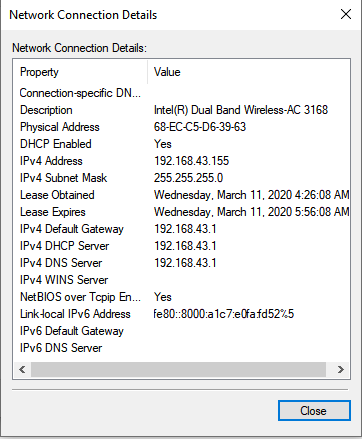 Network Connection Details
Network Connection Details:
Property Value
Connection-specific DN...
Description Intel(R) Dual Band Wireless-AC 3168
Physical Address 68-EC-C5-D6-39-63
DHCP Enabled Yes
IPv4 Address 192.168.43.155
IPv4 Subnet Mask 255.255.255.0
Lease Obtained Wednesday, March 11, 2020 4:26:08 AM
Lease Expires Wednesday, March 11, 2020 5:56:08 AM
IPv4 Default Gateway 192.168.43.1
IPv4 DHCP Server 192.168.43.1
IPv4 DNS Server 192.168.43.1
IPv4 WINS Server
NetBIOS over Tcpip En... Yes
Link-local IPv6 Address fe80::8000:a1c7:e0fa:fd52%5
IPv6 Default Gateway
IPv6 DNS Server
Close